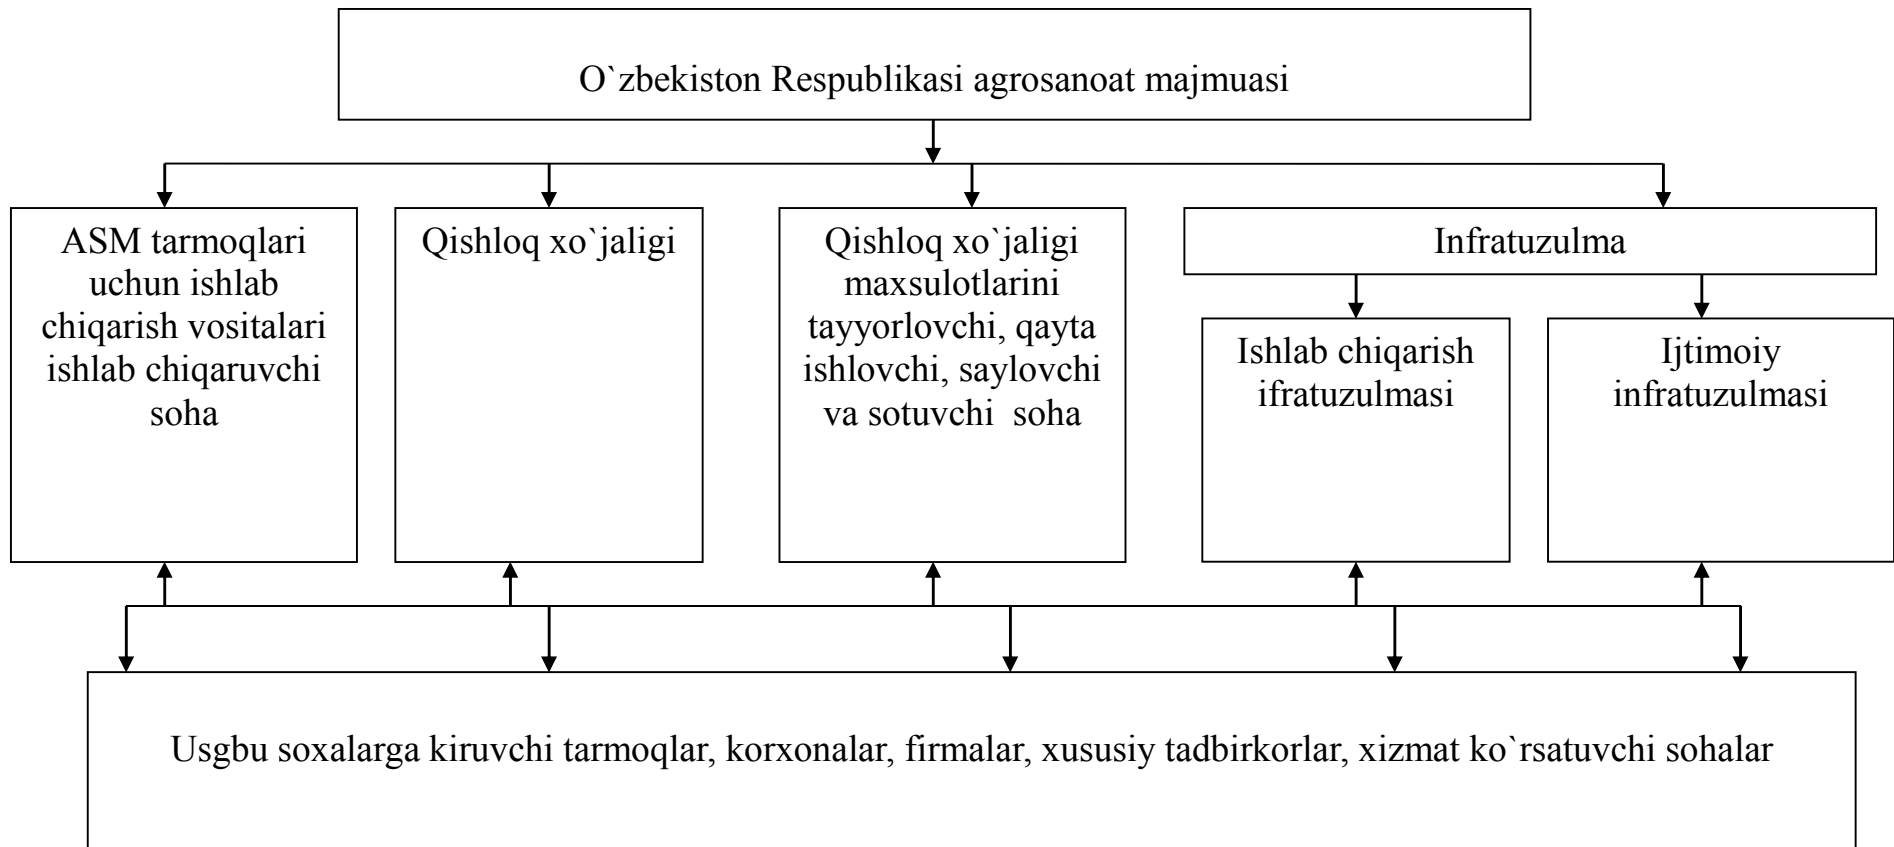 O`zbekiston Respublikasi agrosanoat majmuasi
ASM tarmoqlari
uchun ishlab
chiqarish vositalari
ishlab chiqaruvchi
soha
Qishloq xo`jaligi
Qishloq xo`jaligi
maxsulotlarini
tayyorlovchi, qayta
ishlovchi, saylovchi
va sotuvchi  soha
Infratuzulma
Ishlab chiqarish
ifratuzulmasi
Ijtimoiy
infratuzulmasi
Usgbu soxalarga kiruvchi tarmoqlar, korxonalar, firmalar, xususiy tadbirkorlar, xizmat ko`rsatuvchi sohalar